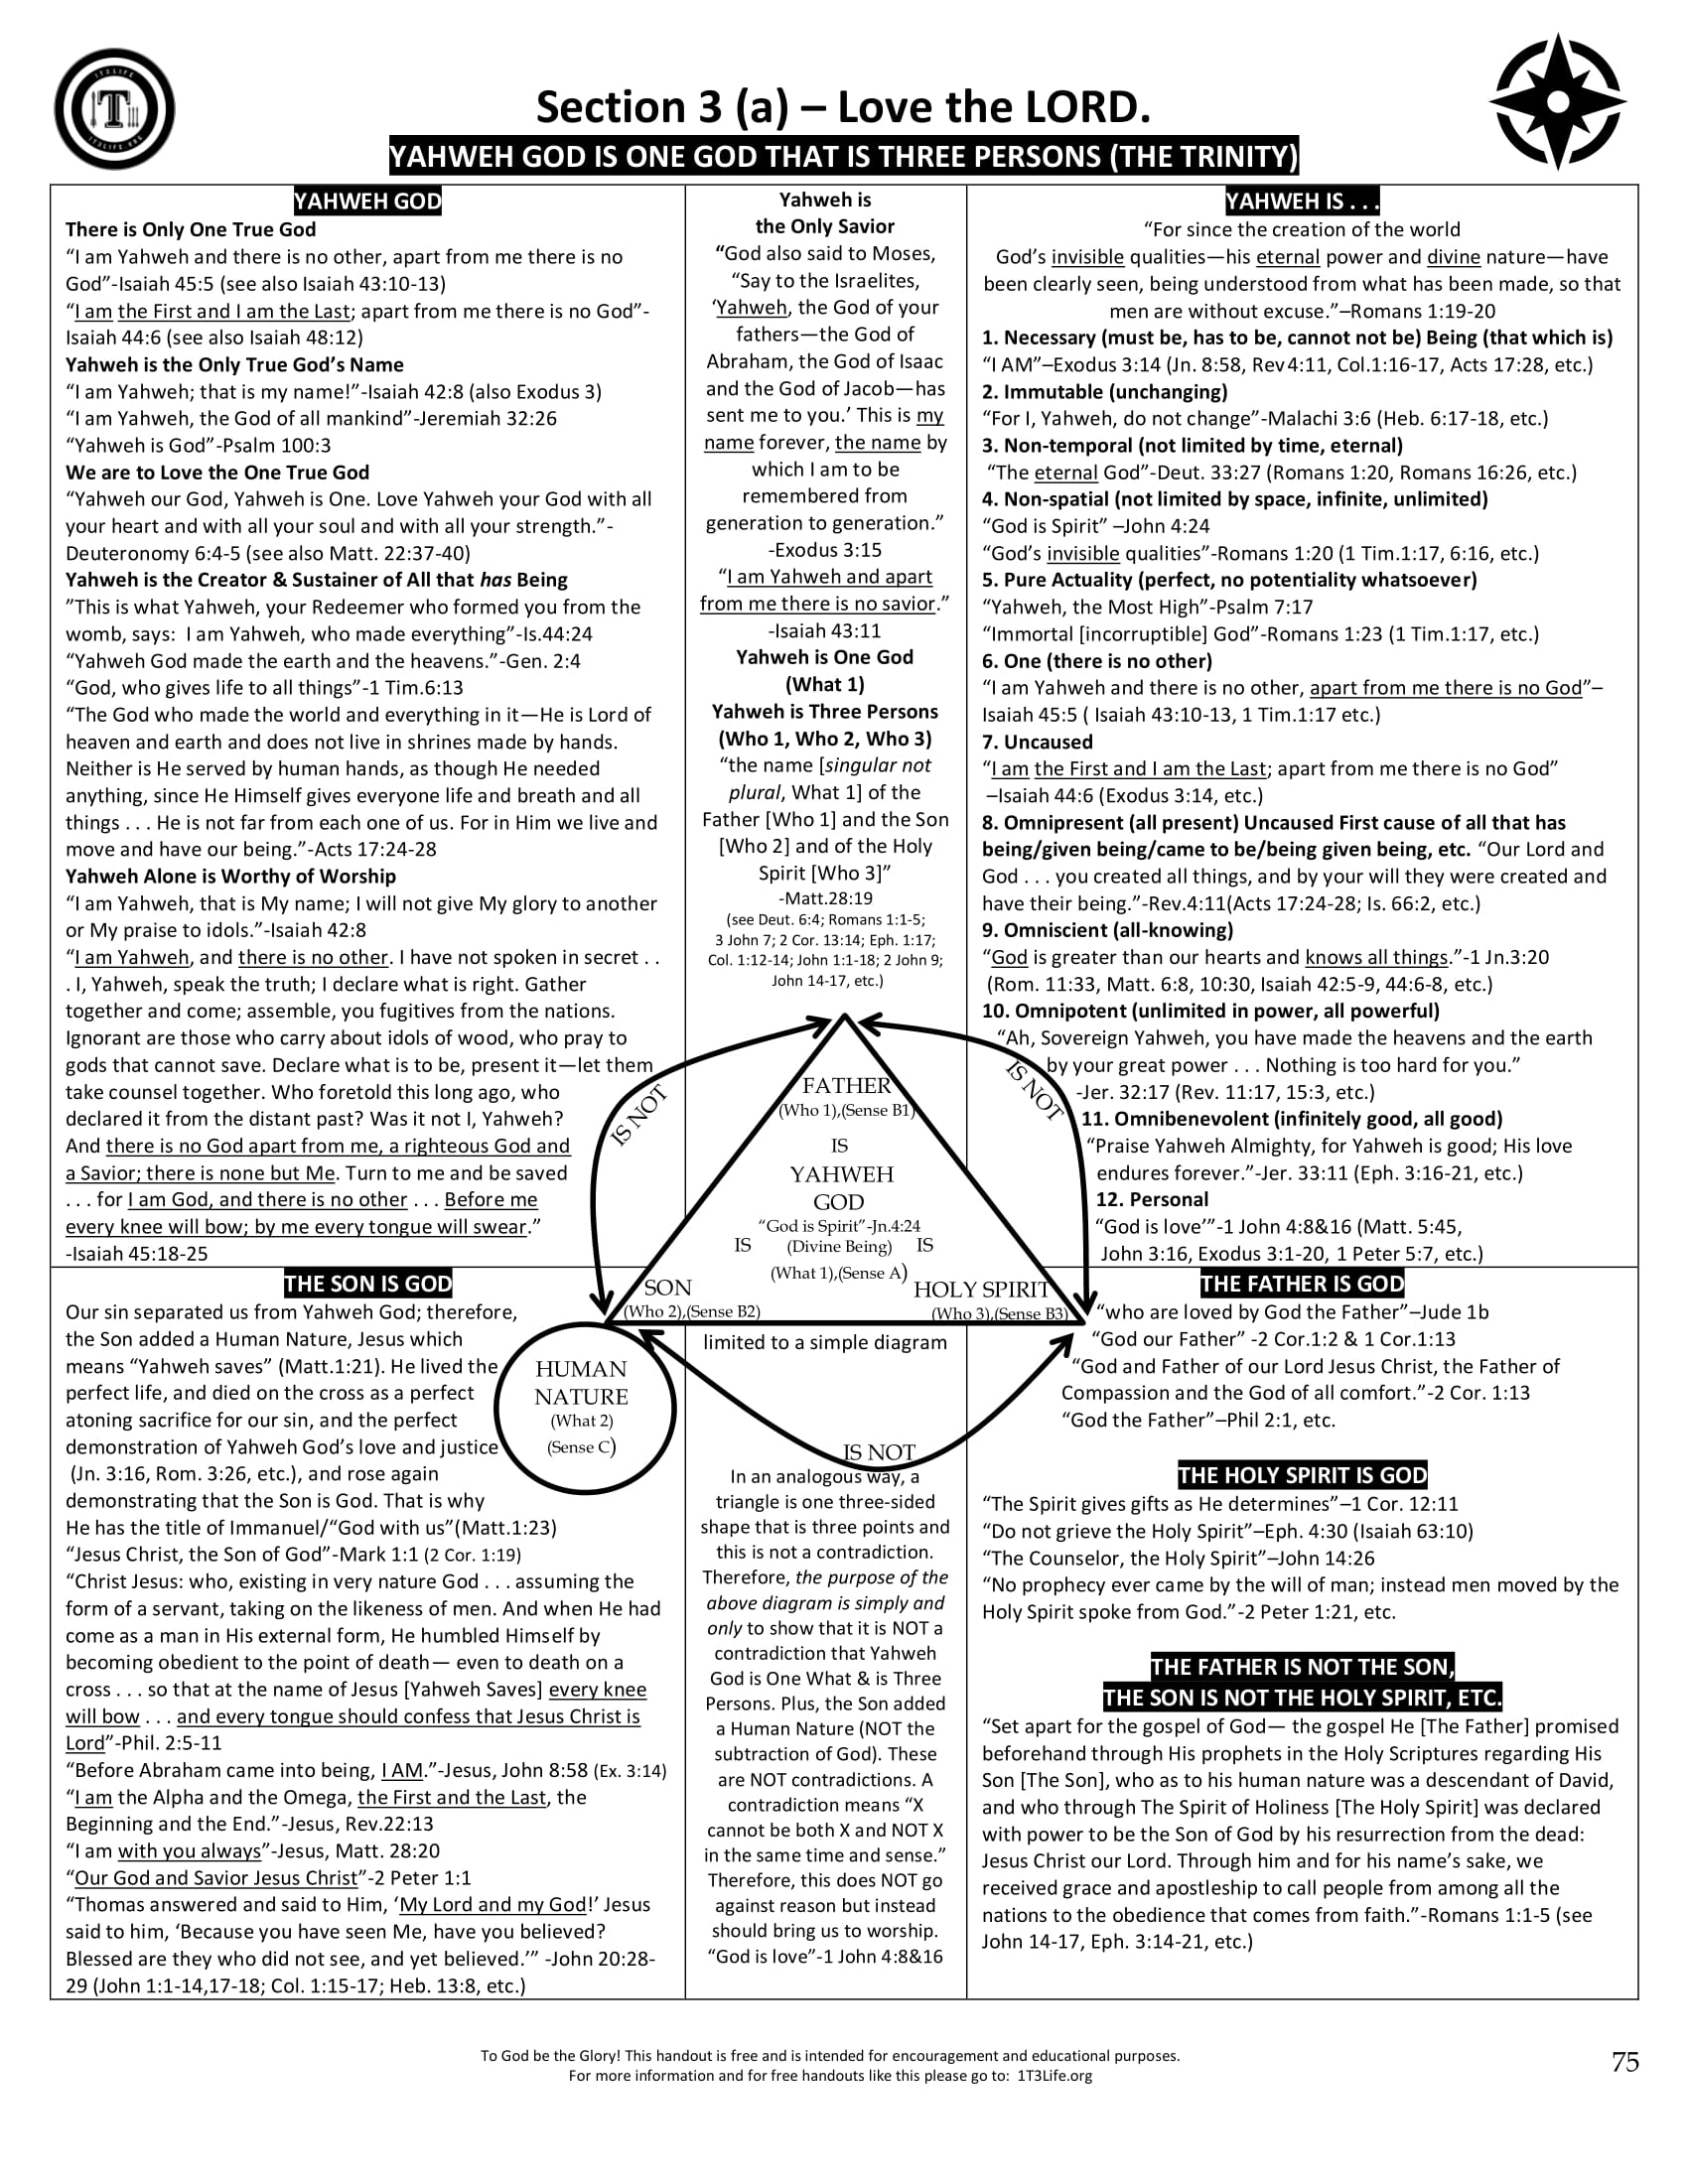 1T3LIFE
T
1T3LIFE.ORG
Section 3 (a) – Love the LORD.
YAHWEH GOD IS ONE GOD THAT IS THREE PERSONS (THE TRINITY)
YAHWEH GOD
There is Only One True God
“I am Yahweh and there is no other, apart from me there is no
God”-Isaiah 45:5 (see also Isaiah 43:10-13)
“I am the First and I am the Last; apart from me there is no God”-
Isaiah 44:6 (see also Isaiah 48:12)
Yahweh is the Only True God’s Name
“I am Yahweh; that is my name!”-Isaiah 42:8 (also Exodus 3)
“I am Yahweh, the God of all mankind”-Jeremiah 32:26
“Yahweh is God”-Psalm 100:3
We are to Love the One True God
“Yahweh our God, Yahweh is One. Love Yahweh your God with all
your heart and with all your soul and with all your strength.”-
Deuteronomy 6:4-5 (see also Matt. 22:37-40)
Yahweh is the Creator & Sustainer of All that has Being
”This is what Yahweh, your Redeemer who formed you from the
womb, says:  I am Yahweh, who made everything”-Is.44:24
“Yahweh God made the earth and the heavens.”-Gen. 2:4
“God, who gives life to all things”-1 Tim.6:13
“The God who made the world and everything in it—He is Lord of
heaven and earth and does not live in shrines made by hands.
Neither is He served by human hands, as though He needed
anything, since He Himself gives everyone life and breath and all
things . . . He is not far from each one of us. For in Him we live and
move and have our being.”-Acts 17:24-28
Yahweh Alone is Worthy of Worship
“I am Yahweh, that is My name; I will not give My glory to another
or My praise to idols.”-Isaiah 42:8
“I am Yahweh, and there is no other. I have not spoken in secret . .
. I, Yahweh, speak the truth; I declare what is right. Gather
together and come; assemble, you fugitives from the nations.
Ignorant are those who carry about idols of wood, who pray to
gods that cannot save. Declare what is to be, present it—let them
take counsel together. Who foretold this long ago, who
declared it from the distant past? Was it not I, Yahweh?
And there is no God apart from me, a righteous God and
a Savior; there is none but Me. Turn to me and be saved
. . . for I am God, and there is no other . . . Before me
every knee will bow; by me every tongue will swear.”
-Isaiah 45:18-25
Yahweh is
the Only Savior
“God also said to Moses,
“Say to the Israelites,
‘Yahweh, the God of your
fathers—the God of
Abraham, the God of Isaac
and the God of Jacob—has
sent me to you.’ This is my
name forever, the name by
which I am to be
remembered from
generation to generation.”
-Exodus 3:15
“I am Yahweh and apart
from me there is no savior.”
-Isaiah 43:11
Yahweh is One God
(What 1)
Yahweh is Three Persons
(Who 1, Who 2, Who 3)
“the name [singular not
plural, What 1] of the
Father [Who 1] and the Son
[Who 2] and of the Holy
Spirit [Who 3]”
-Matt.28:19
(see Deut. 6:4; Romans 1:1-5;
3 John 7; 2 Cor. 13:14; Eph. 1:17;
Col. 1:12-14; John 1:1-18; 2 John 9;
John 14-17, etc.)
YAHWEH IS . . .
“For since the creation of the world
God’s invisible qualities—his eternal power and divine nature—have
been clearly seen, being understood from what has been made, so that
men are without excuse.”–Romans 1:19-20
1. Necessary (must be, has to be, cannot not be) Being (that which is)
“I AM”–Exodus 3:14 (Jn. 8:58, Rev4:11, Col.1:16-17, Acts 17:28, etc.)
2. Immutable (unchanging)
“For I, Yahweh, do not change”-Malachi 3:6 (Heb. 6:17-18, etc.)
3. Non-temporal (not limited by time, eternal)
“The eternal God”-Deut. 33:27 (Romans 1:20, Romans 16:26, etc.)
4. Non-spatial (not limited by space, infinite, unlimited)
“God is Spirit” –John 4:24
“God’s invisible qualities”-Romans 1:20 (1 Tim.1:17, 6:16, etc.)
5. Pure Actuality (perfect, no potentiality whatsoever)
“Yahweh, the Most High”-Psalm 7:17
“Immortal [incorruptible] God”-Romans 1:23 (1 Tim.1:17, etc.)
6. One (there is no other)
“I am Yahweh and there is no other, apart from me there is no God”–
Isaiah 45:5 ( Isaiah 43:10-13, 1 Tim.1:17 etc.)
7. Uncaused
“I am the First and I am the Last; apart from me there is no God”
–Isaiah 44:6 (Exodus 3:14, etc.)
8. Omnipresent (all present) Uncaused First cause of all that has
being/given being/came to be/being given being, etc. “Our Lord and
God . . . you created all things, and by your will they were created and
have their being.”-Rev.4:11(Acts 17:24-28; Is. 66:2, etc.)
9. Omniscient (all-knowing)
“God is greater than our hearts and knows all things.”-1 Jn.3:20
(Rom. 11:33, Matt. 6:8, 10:30, Isaiah 42:5-9, 44:6-8, etc.)
10. Omnipotent (unlimited in power, all powerful)
“Ah, Sovereign Yahweh, you have made the heavens and the earth
by your great power . . . Nothing is too hard for you.”
-Jer. 32:17 (Rev. 11:17, 15:3, etc.)
11. Omnibenevolent (infinitely good, all good)
“Praise Yahweh Almighty, for Yahweh is good; His love
endures forever.”-Jer. 33:11 (Eph. 3:16-21, etc.)
12. Personal
“God is love’”-1 John 4:8&16 (Matt. 5:45,
John 3:16, Exodus 3:1-20, 1 Peter 5:7, etc.)
IS NOT
IS NOT
FATHER
(Who 1),(Sense B1)
IS
YAHWEH
GOD
“God is Spirit”-Jn.4:24
IS (Divine Being) IS
(What 1),(Sense A)
SON
(Who 2),(Sense B2)
HOLY SPIRIT
(Who 3),(Sense B3)
limited to a simple diagram
HUMAN
NATURE
(What 2)
(Sense C)
IS NOT
THE SON IS GOD
Our sin separated us from Yahweh God; therefore,
the Son added a Human Nature, Jesus which
means “Yahweh saves” (Matt.1:21). He lived the
perfect life, and died on the cross as a perfect
atoning sacrifice for our sin, and the perfect
demonstration of Yahweh God’s love and justice
(Jn. 3:16, Rom. 3:26, etc.), and rose again
demonstrating that the Son is God. That is why
He has the title of Immanuel/“God with us”(Matt.1:23)
“Jesus Christ, the Son of God”-Mark 1:1 (2 Cor. 1:19)
“Christ Jesus: who, existing in very nature God . . . assuming the
form of a servant, taking on the likeness of men. And when He had
come as a man in His external form, He humbled Himself by
becoming obedient to the point of death— even to death on a
cross . . . so that at the name of Jesus [Yahweh Saves] every knee
will bow . . . and every tongue should confess that Jesus Christ is
Lord”-Phil. 2:5-11
“Before Abraham came into being, I AM.”-Jesus, John 8:58 (Ex. 3:14)
“I am the Alpha and the Omega, the First and the Last, the
Beginning and the End.”-Jesus, Rev.22:13
“I am with you always”-Jesus, Matt. 28:20
“Our God and Savior Jesus Christ”-2 Peter 1:1
“Thomas answered and said to Him, ‘My Lord and my God!’ Jesus
said to him, ‘Because you have seen Me, have you believed?
Blessed are they who did not see, and yet believed.’” -John 20:28-
29 (John 1:1-14,17-18; Col. 1:15-17; Heb. 13:8, etc.)
In an analogous way, a
triangle is one three-sided
shape that is three points and
this is not a contradiction.
Therefore, the purpose of the
above diagram is simply and
only to show that it is NOT a
contradiction that Yahweh
God is One What & is Three
Persons. Plus, the Son added
a Human Nature (NOT the
subtraction of God). These
are NOT contradictions. A
contradiction means “X
cannot be both X and NOT X
in the same time and sense.”
Therefore, this does NOT go
against reason but instead
should bring us to worship.
“God is love”-1 John 4:8&16
THE FATHER IS GOD
“who are loved by God the Father”–Jude 1b
“God our Father” -2 Cor.1:2 & 1 Cor.1:13
“God and Father of our Lord Jesus Christ, the Father of
Compassion and the God of all comfort.”-2 Cor. 1:13
“God the Father”–Phil 2:1, etc.
THE HOLY SPIRIT IS GOD
“The Spirit gives gifts as He determines”–1 Cor. 12:11
“Do not grieve the Holy Spirit”–Eph. 4:30 (Isaiah 63:10)
“The Counselor, the Holy Spirit”–John 14:26
“No prophecy ever came by the will of man; instead men moved by the
Holy Spirit spoke from God.”-2 Peter 1:21, etc.
THE FATHER IS NOT THE SON,
THE SON IS NOT THE HOLY SPIRIT, ETC.
“Set apart for the gospel of God— the gospel He [The Father] promised
beforehand through His prophets in the Holy Scriptures regarding His
Son [The Son], who as to his human nature was a descendant of David,
and who through The Spirit of Holiness [The Holy Spirit] was declared
with power to be the Son of God by his resurrection from the dead:
Jesus Christ our Lord. Through him and for his name’s sake, we
received grace and apostleship to call people from among all the
nations to the obedience that comes from faith.”-Romans 1:1-5 (see
John 14-17, Eph. 3:14-21, etc.)
To God be the Glory! This handout is free and is intended for encouragement and educational purposes.
For more information and for free handouts like this please go to:  1T3Life.org
75